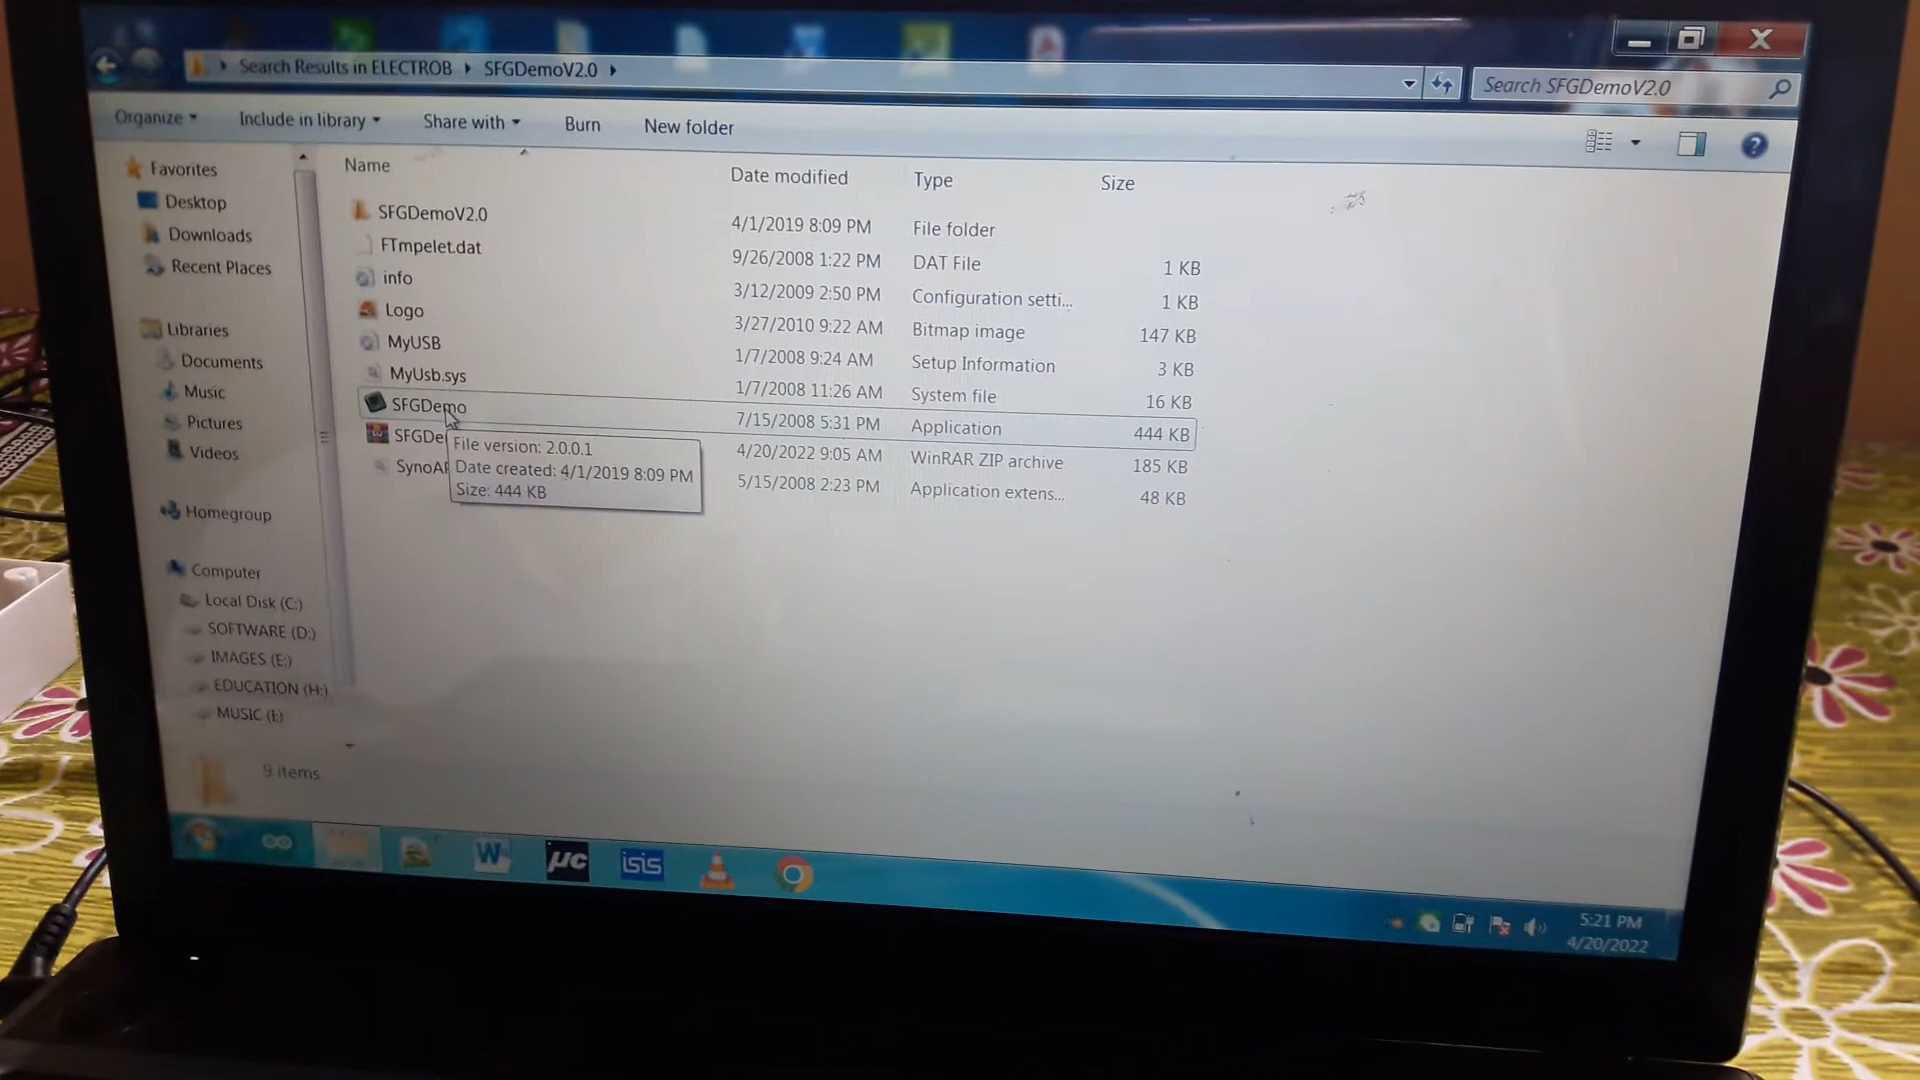 Search Results in ELECTROB SFGDemoV2.0
Search SFGDemoV2.0
Organize Include in library Share with Burn New folder
Name Date modified Type Size
SFGDemoV2.0 4/1/2019 8:09 PM File folder
FTmpelet.dat 9/26/2008 1:22 PM DAT File 1 KB
info 3/12/2009 2:50 PM Configuration setti... 1 KB
Logo 3/27/2010 9:22 AM Bitmap image 147 KB
MyUSB 1/7/2008 9:24 AM Setup Information 3 KB
MyUsb.sys 1/7/2008 11:26 AM System file 16 KB
SFGDemo 7/15/2008 5:31 PM Application 444 KB
SFGDe 4/20/2022 9:05 AM WinRAR ZIP archive 185 KB
SynoA 5/15/2008 2:23 PM Application extens... 48 KB
File version: 2.0.0.1
Date created: 4/1/2019 8:09 PM
Size: 444 KB
Favorites
Desktop
Downloads
Recent Places
Libraries
Documents
Music
Pictures
Videos
Homegroup
Computer
Local Disk (C:)
SOFTWARE (D:)
IMAGES (E:)
EDUCATION (H:)
MUSIC (I:)
9 items
W µc isis
5:21 PM
4/20/2022